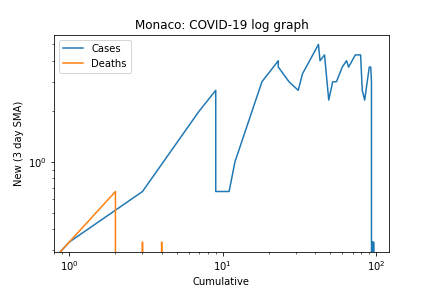 Monaco: COVID-19 log graph
Cases
Deaths
New (3 day SMA)
10⁰
10⁰
10¹
10²
Cumulative